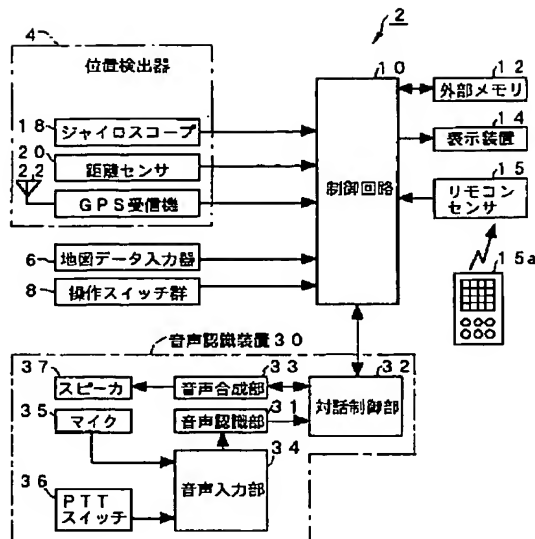 2
4
位置検出器
18
ジャイロスコープ
20
距離センサ
22
GPS受信機
6
地図データ入力器
8
操作スイッチ群
10
制御回路
12
外部メモリ
14
表示装置
15
リモコン
センサ
15a
音声認識装置30
37
スピーカ
33
音声合成部
32
対話制御部
35
マイク
31
音声認識部
34
音声入力部
36
PTT
スイッチ